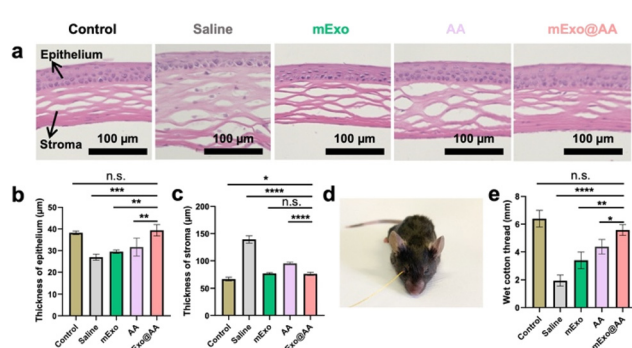 Control Saline mExo AA mExo@AA
a
Epithelium
Stroma
100 μm 100 μm 100 μm 100 μm 100 μm
b
n.s.
***
**
**
Thickness of epithelium (μm)
50
40
30
20
10
0
Control Saline mExo AA mExo@AA
c
*
****
n.s.
****
Thickness of stroma (μm)
200
150
100
50
0
Control Saline mExo AA mExo@AA
d
e
n.s.
****
**
*
Wet cotton thread (mm)
8
6
4
2
0
Control Saline mExo AA mExo@AA